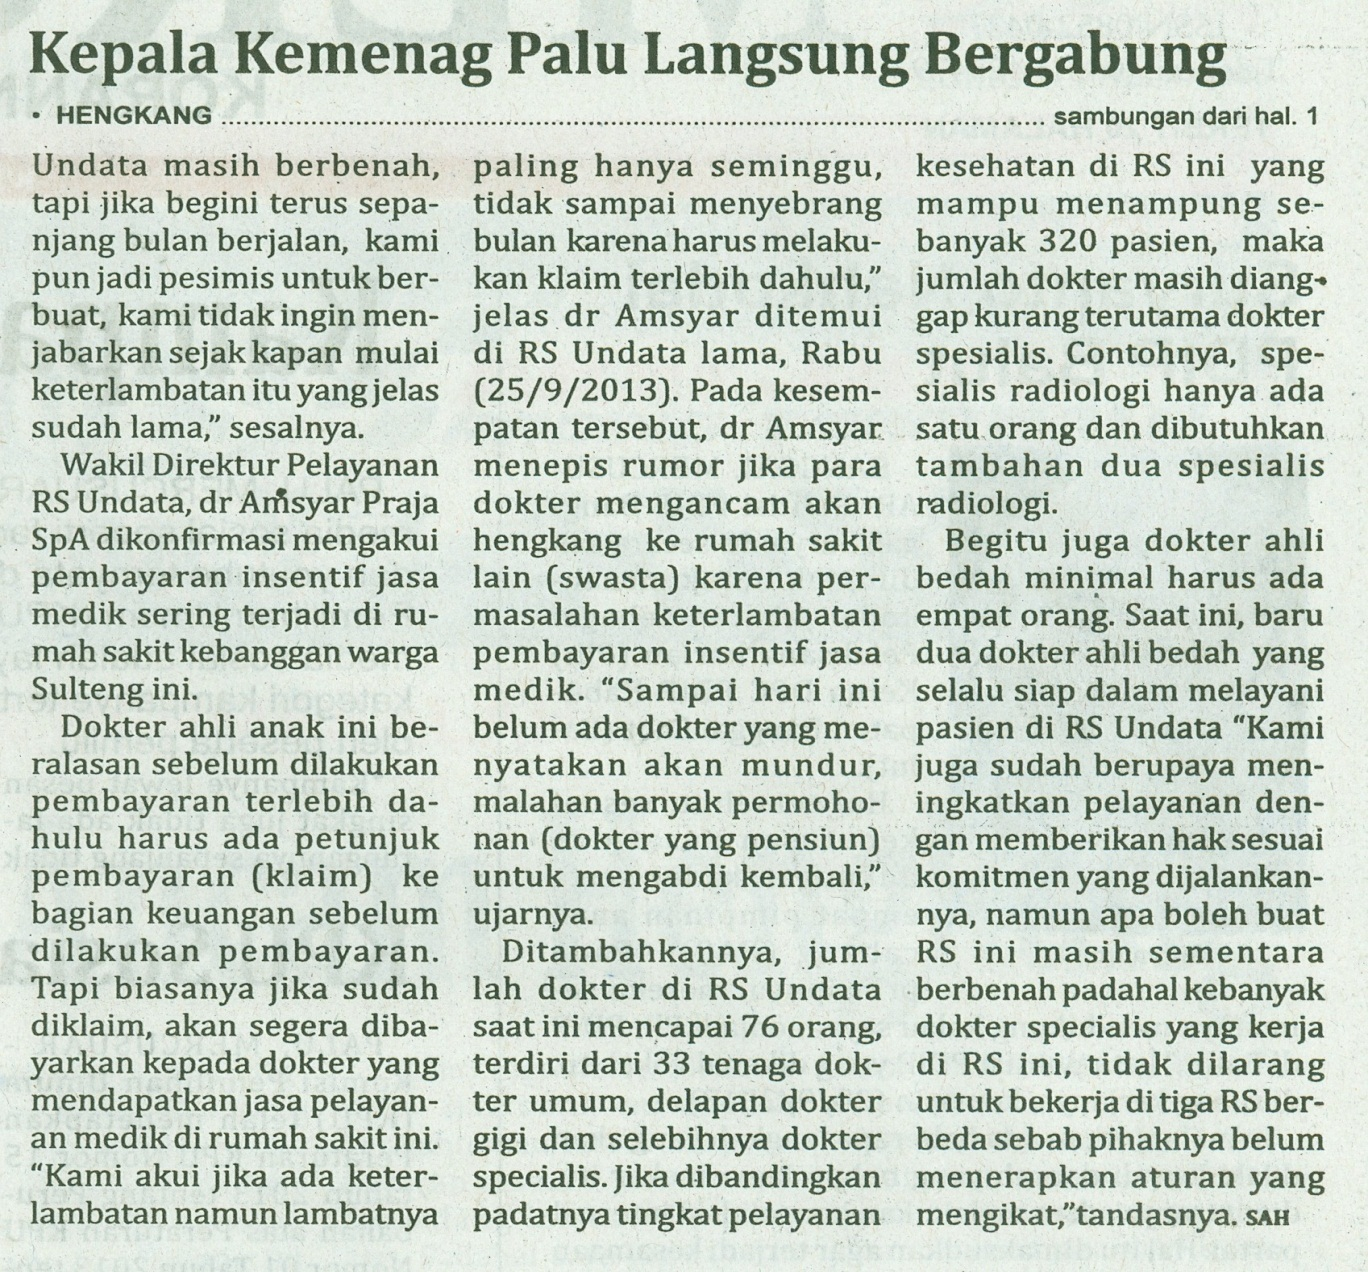 Kepala Kemenag Palu Langsung Bergabung
• HENGKANG ........ sambungan dari hal. 1
Undata masih berbenah,
tapi jika begini terus sepa-
njang bulan berjalan, kami
pun jadi pesimis untuk ber-
buat, kami tidak ingin men-
jabarkan sejak kapan mulai
keterlambatan itu yang jelas
sudah lama,” sesalnya.
Wakil Direktur Pelayanan
RS Undata, dr Amsyar Praja
SpA dikonfirmasi mengakui
pembayaran insentif jasa
medik sering terjadi di ru-
mah sakit kebanggan warga
Sulteng ini.
Dokter ahli anak ini be-
ralasan sebelum dilakukan
pembayaran terlebih da-
hulu harus ada petunjuk
pembayaran (klaim) ke
bagian keuangan sebelum
dilakukan pembayaran.
Tapi biasanya jika sudah
diklaim, akan segera diba-
yarkan kepada dokter yang
mendapatkan jasa pelayan-
an medik di rumah sakit ini.
“Kami akui jika ada keter-
lambatan namun lambatnya
paling hanya seminggu,
tidak sampai menyebrang
bulan karena harus melaku-
kan klaim terlebih dahulu,”
jelas dr Amsyar ditemui
di RS Undata lama, Rabu
(25/9/2013). Pada kesem-
patan tersebut, dr Amsyar
menepis rumor jika para
dokter mengancam akan
hengkang ke rumah sakit
lain (swasta) karena per-
masalahan keterlambatan
pembayaran insentif jasa
medik. “Sampai hari ini
belum ada dokter yang me-
nyatakan akan mundur,
malahan banyak permoho-
nan (dokter yang pensiun)
untuk mengabdi kembali,”
ujarnya.
Ditambahkannya, jum-
lah dokter di RS Undata
saat ini mencapai 76 orang,
terdiri dari 33 tenaga dok-
ter umum, delapan dokter
gigi dan selebihnya dokter
specialis. Jika dibandingkan
padatnya tingkat pelayanan
kesehatan di RS ini yang
mampu menampung se-
banyak 320 pasien, maka
jumlah dokter masih diang-
gap kurang terutama dokter
spesialis. Contohnya, spe-
sialis radiologi hanya ada
satu orang dan dibutuhkan
tambahan dua spesialis
radiologi.
Begitu juga dokter ahli
bedah minimal harus ada
empat orang. Saat ini, baru
dua dokter ahli bedah yang
selalu siap dalam melayani
pasien di RS Undata “Kami
juga sudah berupaya men-
ingkatkan pelayanan den-
gan memberikan hak sesuai
komitmen yang dijalankan-
nya, namun apa boleh buat
RS ini masih sementara
berbenah padahal kebanyak
dokter specialis yang kerja
di RS ini, tidak dilarang
untuk bekerja di tiga RS ber-
beda sebab pihaknya belum
menerapkan aturan yang
mengikat,”tandasnya. SAH